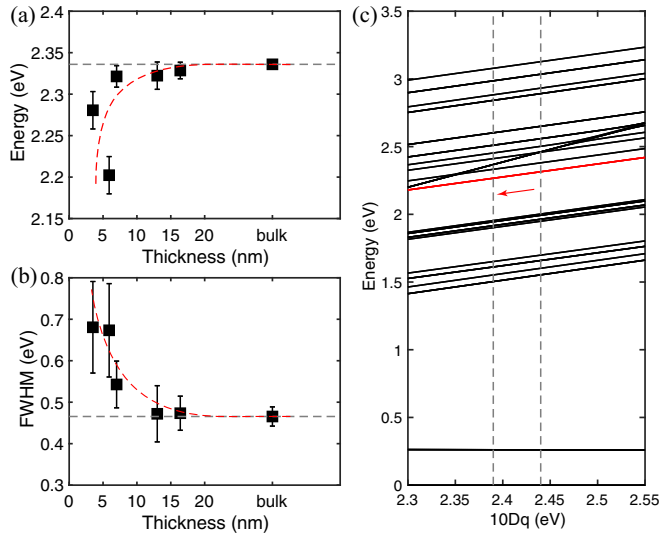 (a)
2.4
2.35
2.3
2.25
2.2
2.15
Energy (eV)
0 5 10 15 20 bulk
Thickness (nm)
(b)
0.8
0.7
0.6
0.5
0.4
0.3
FWHM (eV)
0 5 10 15 20 bulk
Thickness (nm)
(c)
3.5
3
2.5
2
1.5
1
0.5
0
Energy (eV)
2.3 2.35 2.4 2.45 2.5 2.55
10Dq (eV)